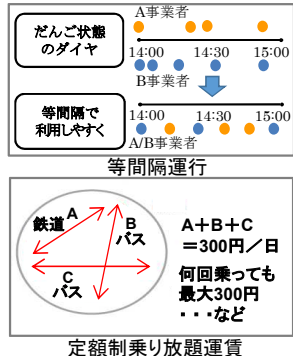 A事業者
だんご状態
のダイヤ
14:00 14:30 15:00
B事業者
等間隔で
利用しやすく
14:00 14:30 15:00
A/B事業者
等間隔運行
鉄道 A
B
バス
C
バス
A+B+C
=300円/日
何回乗っても
最大300円
・・・など
定額制乗り放題運賃